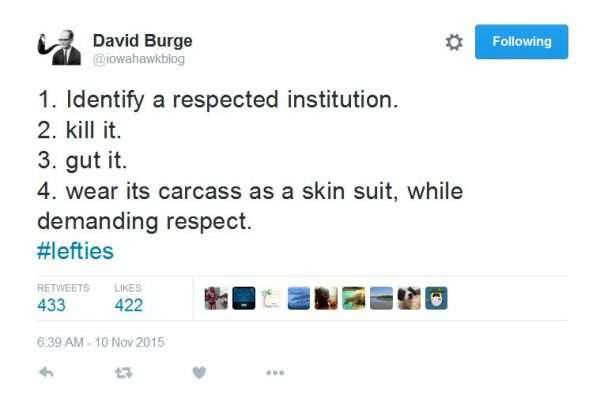 David Burge
@iowahawkblog
Following
1. Identify a respected institution.
2. kill it.
3. gut it.
4. wear its carcass as a skin suit, while
demanding respect.
#lefties
RETWEETS LIKES
433 422
6:39 AM - 10 Nov 2015